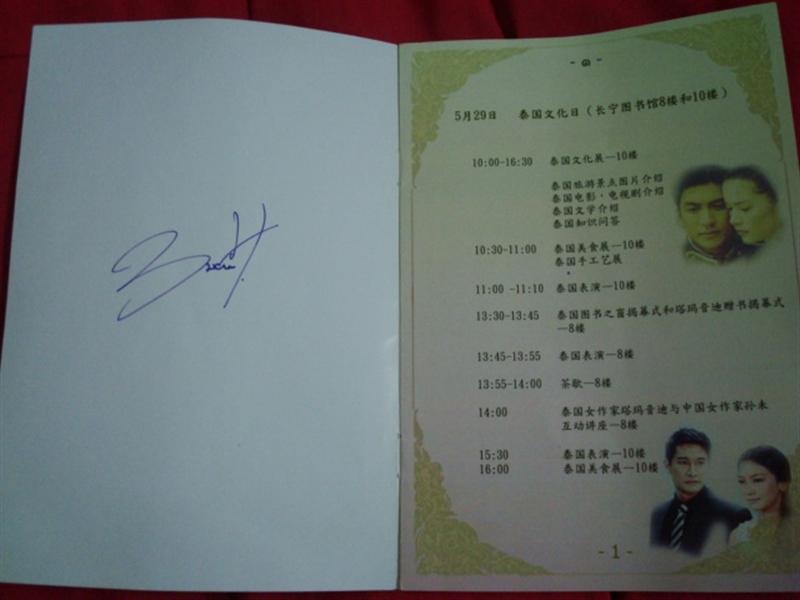 - ๑ -
5月29日 泰国文化日（长宁图书馆8楼和10楼）
10:00-16:30 泰国文化展—10楼
泰国旅游景点图片介绍
泰国电影·电视剧介绍
泰国文学介绍
泰国知识问答
10:30-11:00 泰国美食展—10楼
泰国手工艺展
11:00 -11:10 泰国表演—10楼
13:30-13:45 泰国图书之窗揭幕式和塔玛音迪赠书揭幕式
—8楼
13:45-13:55 泰国表演—8楼
13:55-14:00 茶歇—8楼
14:00 泰国女作家塔玛音迪与中国女作家孙未
互动讲座—8楼
15:30 泰国表演—10楼
16:00 泰国美食展—10楼
- 1 -